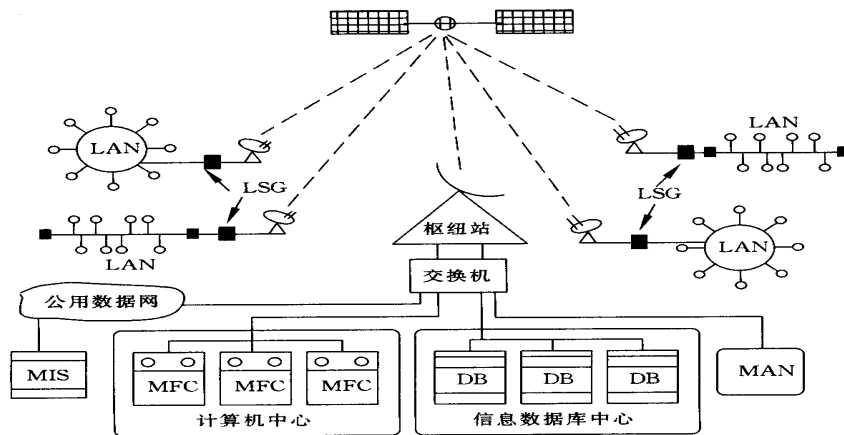 LAN
LAN
LSG
LSG
枢纽站
LAN
LAN
交换机
公用数据网
MIS
MFC
MFC
MFC
DB
DB
DB
MAN
计算机中心
信息数据库中心